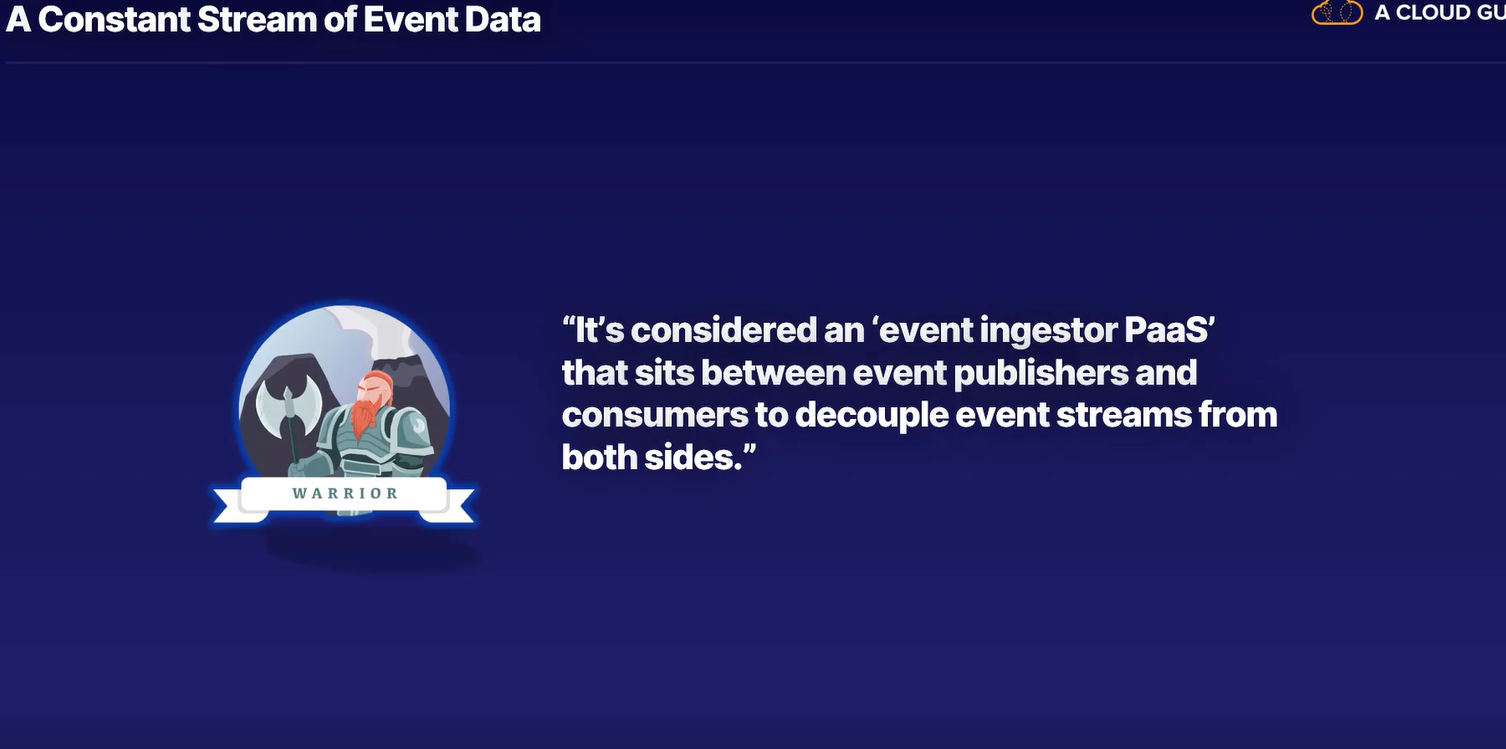 A Constant Stream of Event Data
A CLOUD GU
“It’s considered an ‘event ingestor PaaS’
that sits between event publishers and
consumers to decouple event streams from
both sides.”
WARRIOR